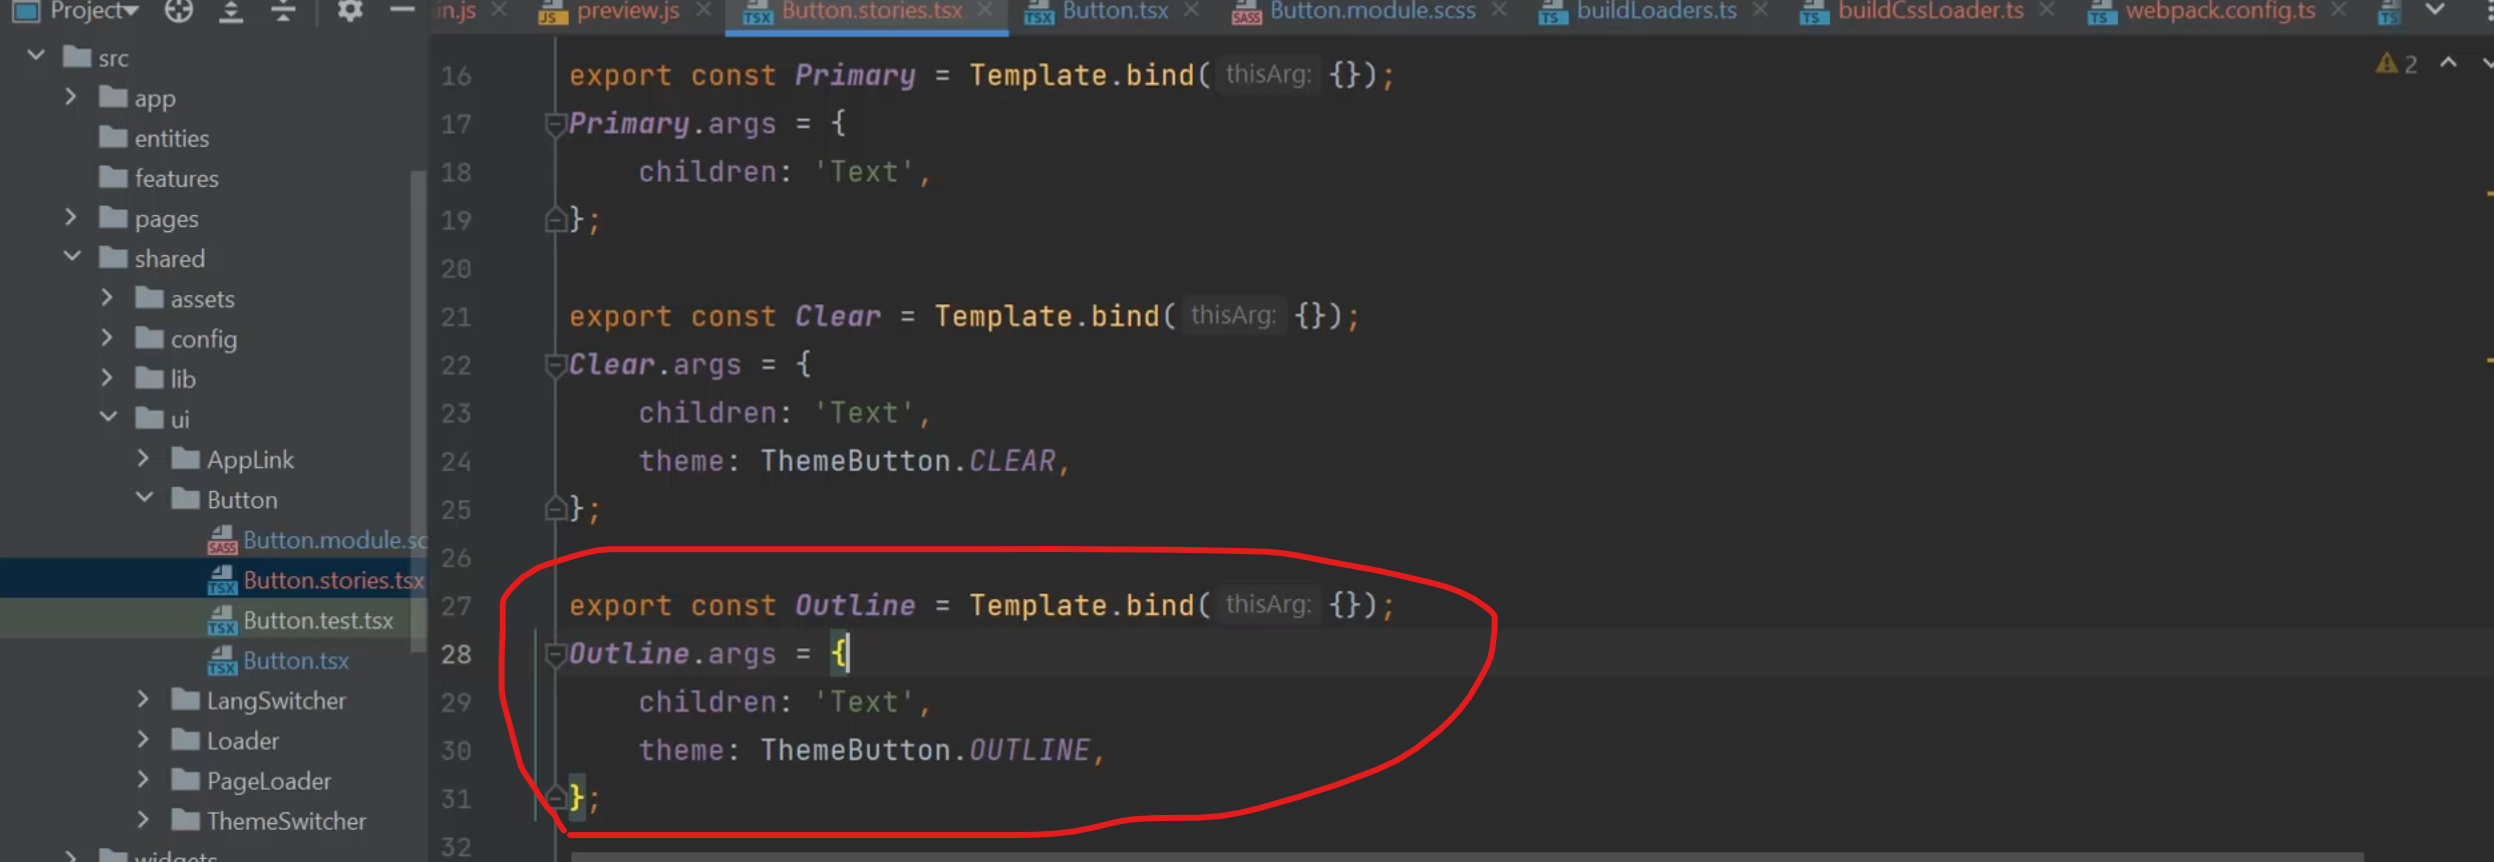 Project
in.js
preview.js
Button.stories.tsx
Button.tsx
Button.module.scss
buildLoaders.ts
buildCssLoader.ts
webpack.config.ts
src
app
entities
features
pages
shared
assets
config
lib
ui
AppLink
Button
Button.module.sc
Button.stories.tsx
Button.test.tsx
Button.tsx
LangSwitcher
Loader
PageLoader
ThemeSwitcher
widgets
2
16 export const Primary = Template.bind( thisArg: {});
17 Primary.args = {
18 children: 'Text',
19 };
20
21 export const Clear = Template.bind( thisArg: {});
22 Clear.args = {
23 children: 'Text',
24 theme: ThemeButton.CLEAR,
25 };
26
27 export const Outline = Template.bind( thisArg: {});
28 Outline.args = {
29 children: 'Text',
30 theme: ThemeButton.OUTLINE,
31 };
32